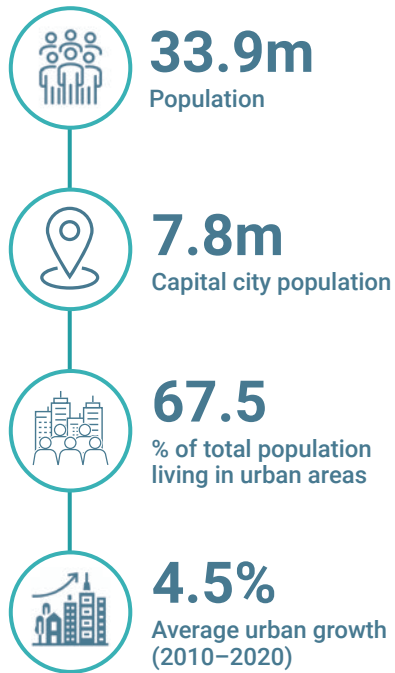 33.9m
Population
7.8m
Capital city population
67.5
% of total population
living in urban areas
4.5%
Average urban growth
(2010–2020)